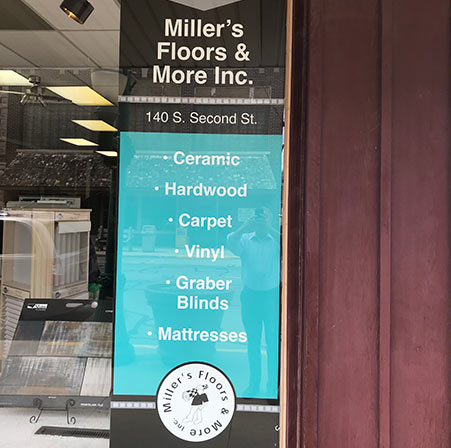 Miller's
Floors &
More Inc.
140 S. Second St.
• Ceramic
• Hardwood
• Carpet
• Vinyl
• Graber
Blinds
• Mattresses
Miller's Floors & More Inc